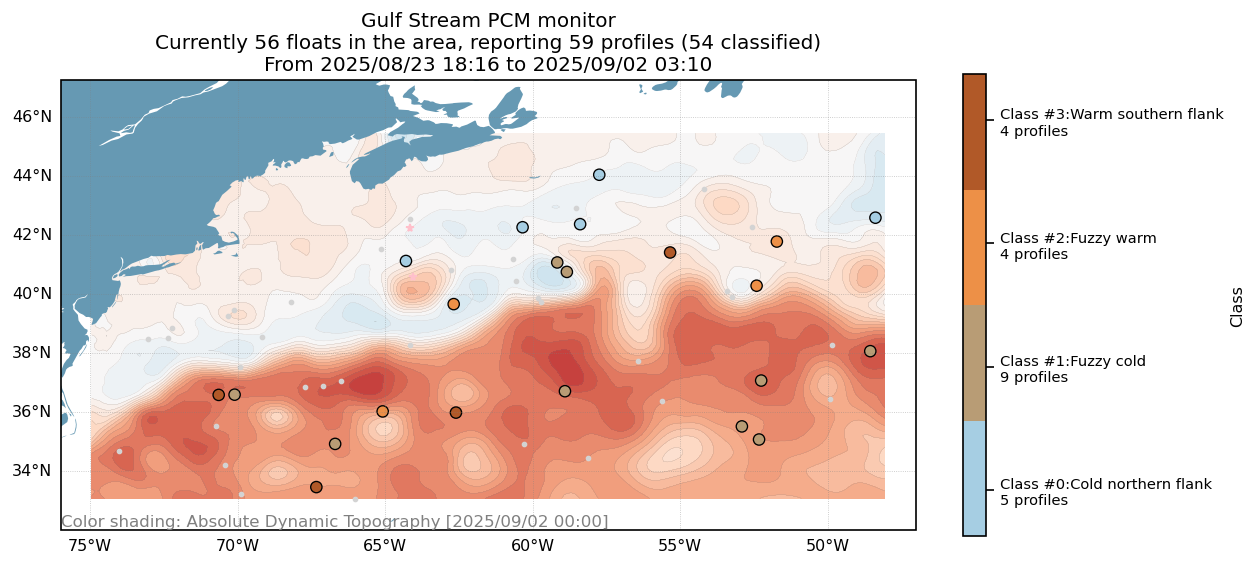 Gulf Stream PCM monitor
Currently 56 floats in the area, reporting 59 profiles (54 classified)
From 2025/08/23 18:16 to 2025/09/02 03:10
46°N
44°N
42°N
40°N
38°N
36°N
34°N
Color shading: Absolute Dynamic Topography [2025/09/02 00:00]
75°W
70°W
65°W
60°W
55°W
50°W
Class #3:Warm southern flank
4 profiles
Class #2:Fuzzy warm
4 profiles
Class #1:Fuzzy cold
9 profiles
Class #0:Cold northern flank
5 profiles
Class